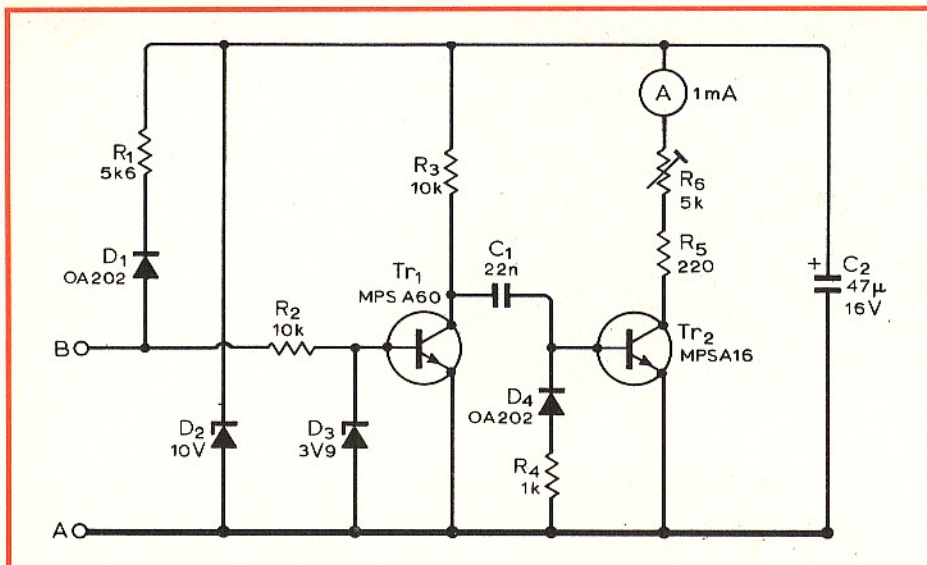 A
1mA
R1
5k6
R3
10k
R6
5k
D1
OA202
C1
22n
R5
220
+
C2
47μ
16V
Tr1
MPS A60
R2
10k
B
Tr2
MPSA16
D4
OA202
D2
10V
D3
3V9
R4
1k
A